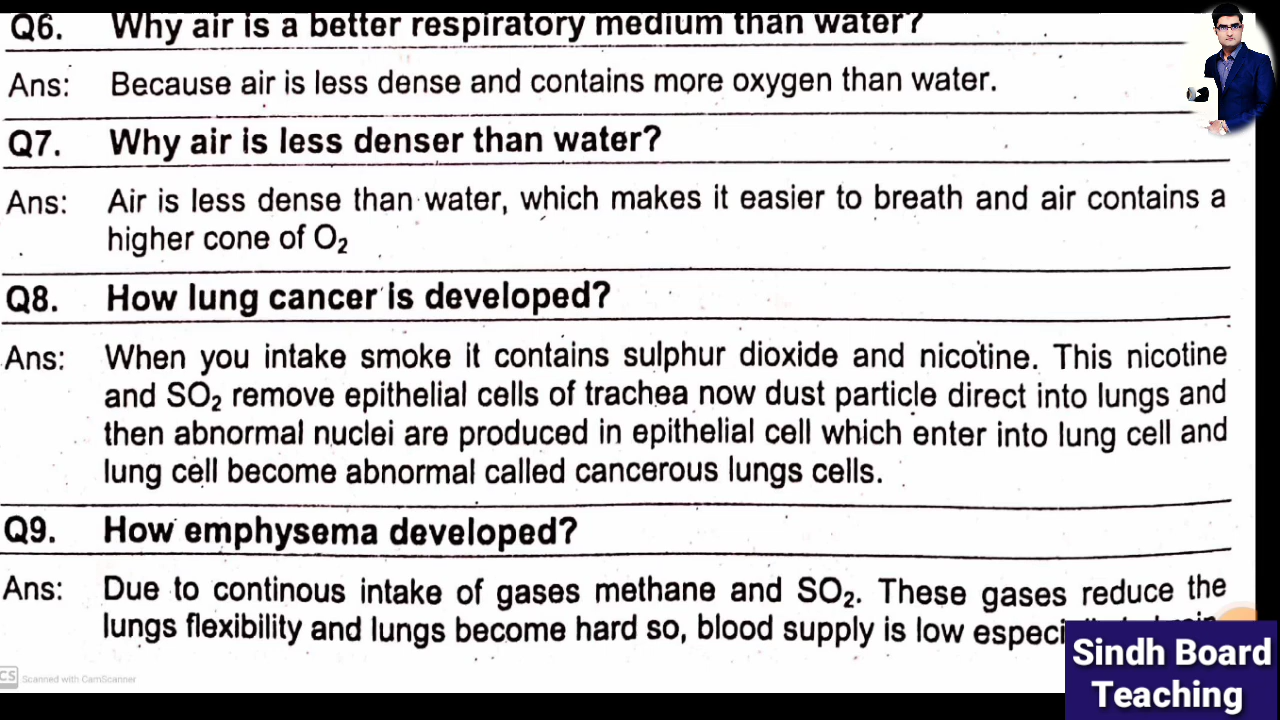 Q6. Why air is a better respiratory medium than water?
Ans: Because air is less dense and contains more oxygen than water.
Q7. Why air is less denser than water?
Ans: Air is less dense than water, which makes it easier to breath and air contains a
higher cone of O₂
Q8. How lung cancer is developed?
Ans: When you intake smoke it contains sulphur dioxide and nicotine. This nicotine
and SO₂ remove epithelial cells of trachea now dust particle direct into lungs and
then abnormal nuclei are produced in epithelial cell which enter into lung cell and
lung cell become abnormal called cancerous lungs cells.
Q9. How emphysema developed?
Ans: Due to continous intake of gases methane and SO₂. These gases reduce the
lungs flexibility and lungs become hard so, blood supply is low
Sindh Board
Teaching
CS Scanned with CamScanner